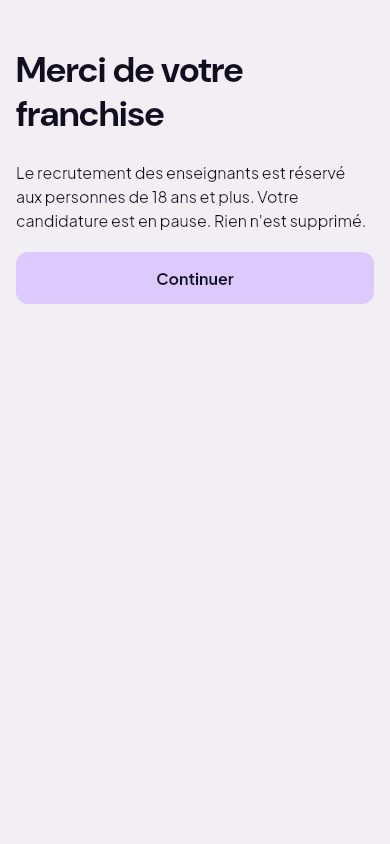 Merci de votre
franchise
Le recrutement des enseignants est réservé
aux personnes de 18 ans et plus. Votre
candidature est en pause. Rien n'est supprimé.
Continuer